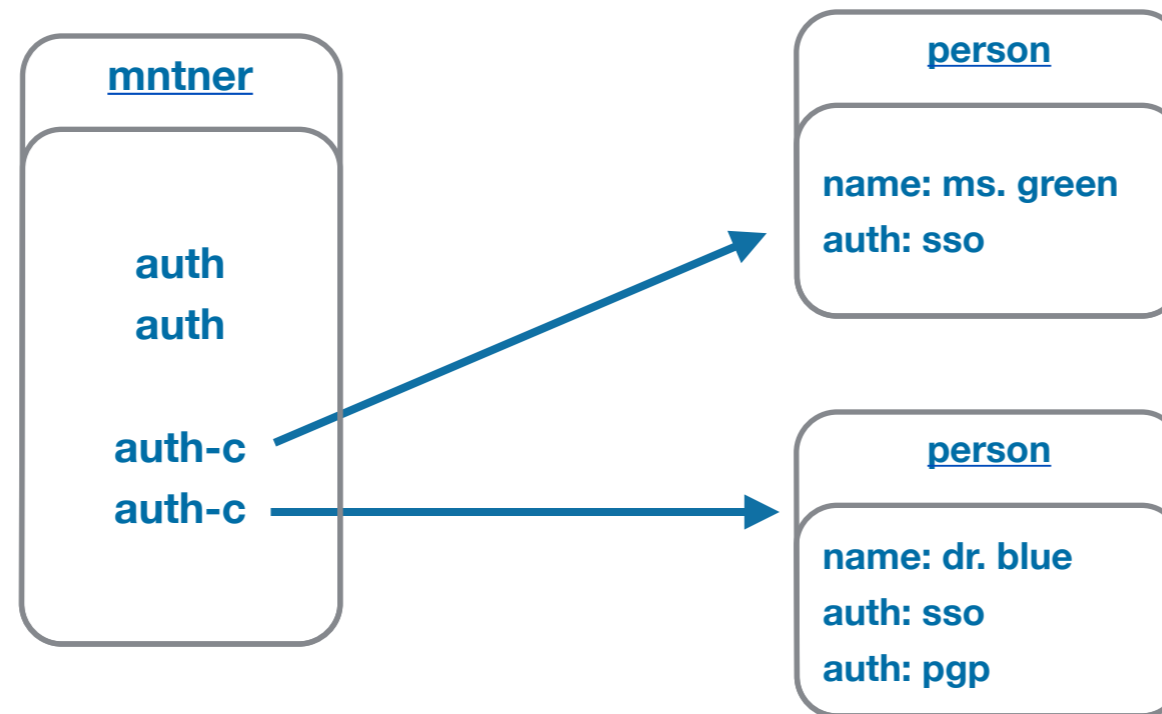 mntner
auth
auth
auth-c
auth-c
person
name: ms. green
auth: sso
person
name: dr. blue
auth: sso
auth: pgp